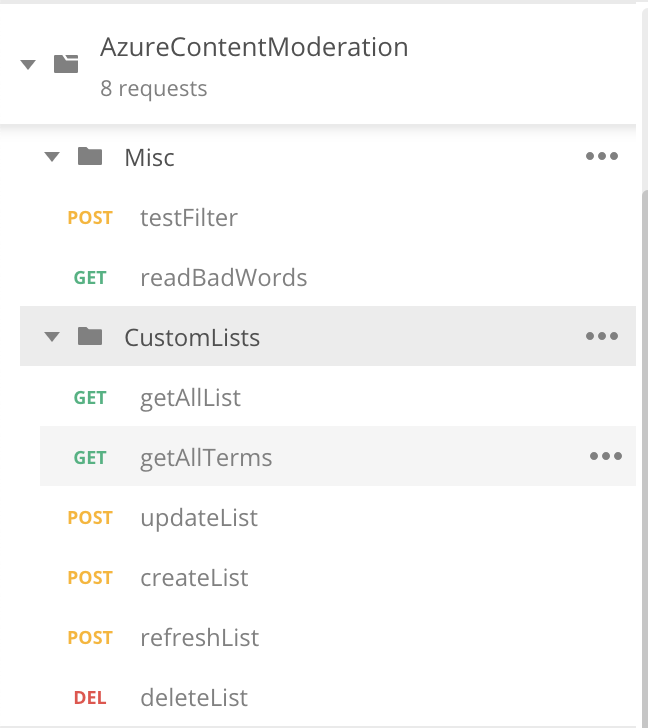 AzureContentModeration
8 requests
Misc
POST testFilter
GET readBadWords
CustomLists
GET getAllList
GET getAllTerms
POST updateList
POST createList
POST refreshList
DEL deleteList